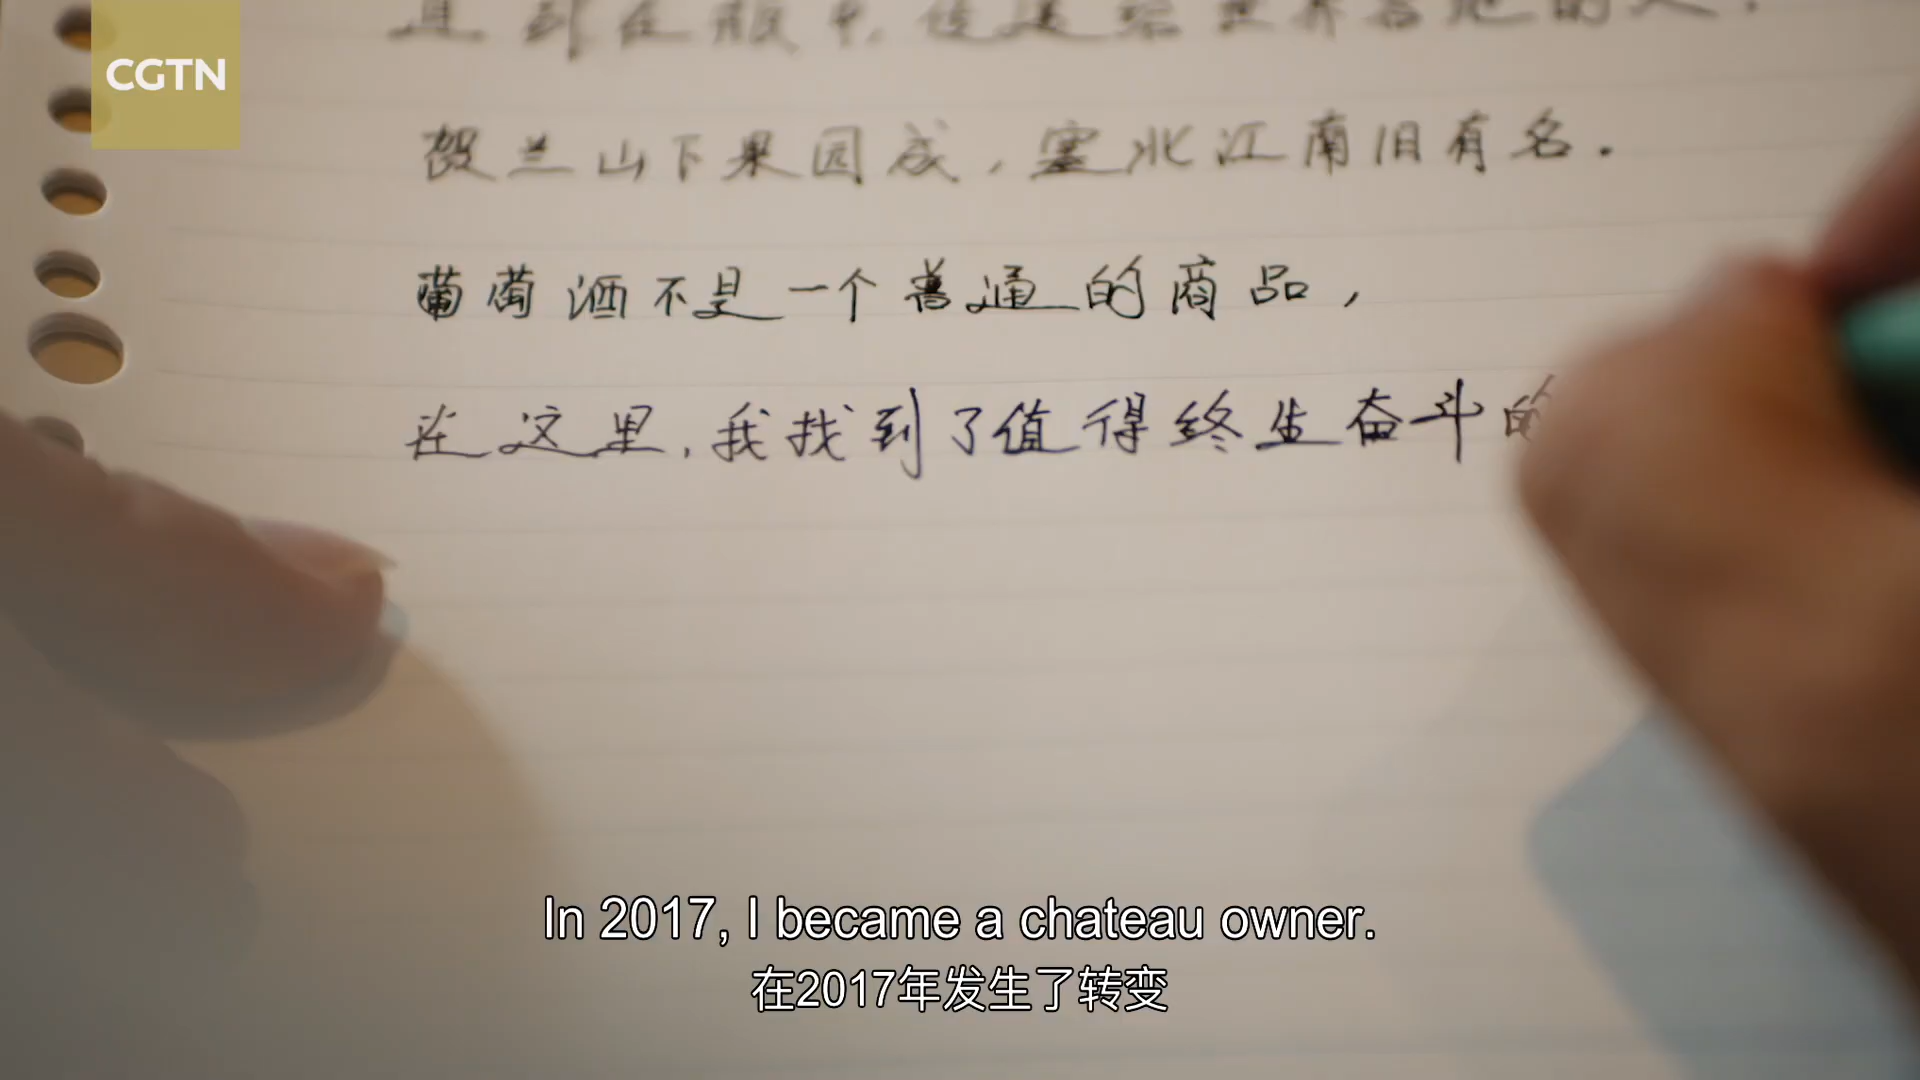 CGTN
贺兰山下果园成，塞北江南旧有名.
葡萄酒不是一个普通的商品，
在这里,我找到了值得终生奋斗的
In 2017, I became a chateau owner.
在2017年发生了转变